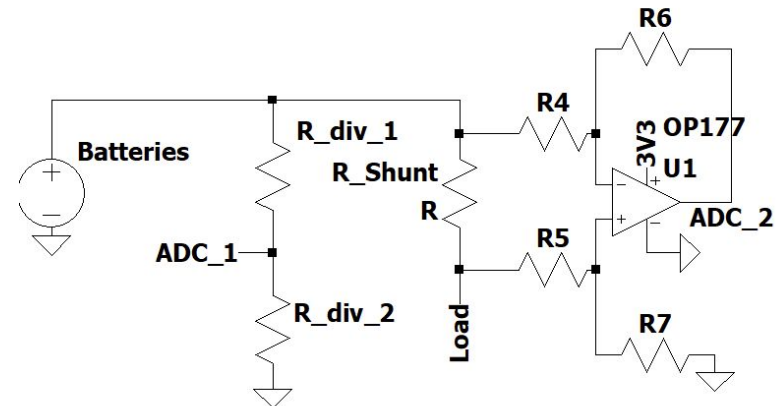 R6
R4
OP177
3V3
U1
R_div_1
Batteries
R_Shunt
R
ADC_1
ADC_2
R5
R_div_2
Load
R7